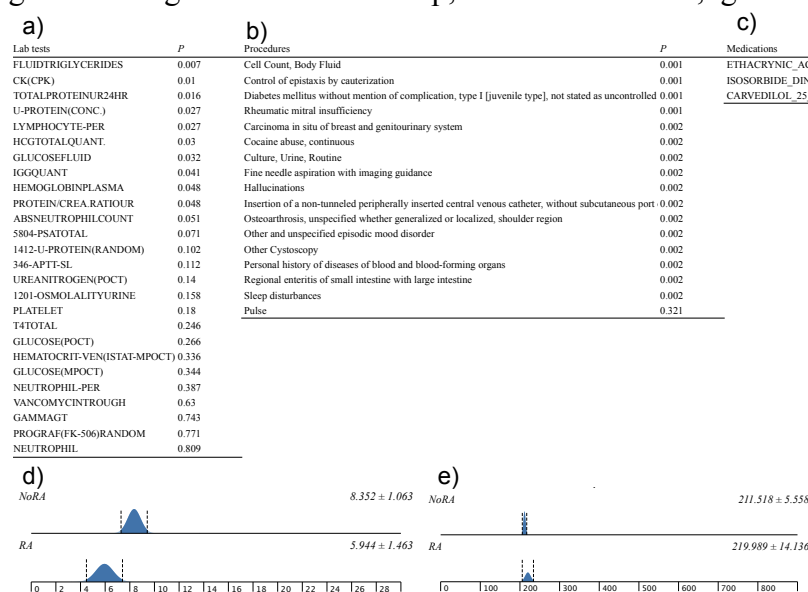 a)
Lab tests P
FLUIDTRIGLYCERIDES 0.007
CK(CPK) 0.01
TOTALPROTEINUR24HR 0.016
U-PROTEIN(CONC.) 0.027
LYMPHOCYTE-PER 0.027
HCGTOTALQUANT. 0.03
GLUCOSEFLUID 0.032
IGGQUANT 0.041
HEMOGLOBINPLASMA 0.048
PROTEIN/CREA.RATIOUR 0.048
ABSNEUTROPHILCOUNT 0.051
5804-PSATOTAL 0.071
1412-U-PROTEIN(RANDOM) 0.102
346-APTT-SL 0.112
UREANITROGEN(POCT) 0.14
1201-OSMOLALITYURINE 0.158
PLATELET 0.18
T4TOTAL 0.246
GLUCOSE(POCT) 0.266
HEMATOCRIT-VEN(ISTAT-MPOCT) 0.336
GLUCOSE(MPOCT) 0.344
NEUTROPHIL-PER 0.387
VANCOMYCINTROUGH 0.63
GAMMAGT 0.743
PROGRAF(FK-506)RANDOM 0.771
NEUTROPHIL 0.809
b)
Procedures P
Cell Count, Body Fluid 0.001
Control of epistaxis by cauterization 0.001
Diabetes mellitus without mention of complication, type I [juvenile type], not stated as uncontrolled 0.001
Rheumatic mitral insufficiency 0.001
Carcinoma in situ of breast and genitourinary system 0.002
Cocaine abuse, continuous 0.002
Culture, Urine, Routine 0.002
Fine needle aspiration with imaging guidance 0.002
Hallucinations 0.002
Insertion of a non-tunneled peripherally inserted central venous catheter, without subcutaneous port 0.002
Osteoarthrosis, unspecified whether generalized or localized, shoulder region 0.002
Other and unspecified episodic mood disorder 0.002
Other Cystoscopy 0.002
Personal history of diseases of blood and blood-forming organs 0.002
Regional enteritis of small intestine with large intestine 0.002
Sleep disturbances 0.002
Pulse 0.321
c)
Medications
ETHACRYNIC_AC
ISOSORBIDE_DIN
CARVEDILOL_25
d)
NoRA 8.352 ± 1.063
RA 5.944 ± 1.463
0 2 4 6 8 10 12 14 16 18 20 22 24 26 28
e)
NoRA 211.518 ± 5.558
RA 219.989 ± 14.136
0 100 200 300 400 500 600 700 800